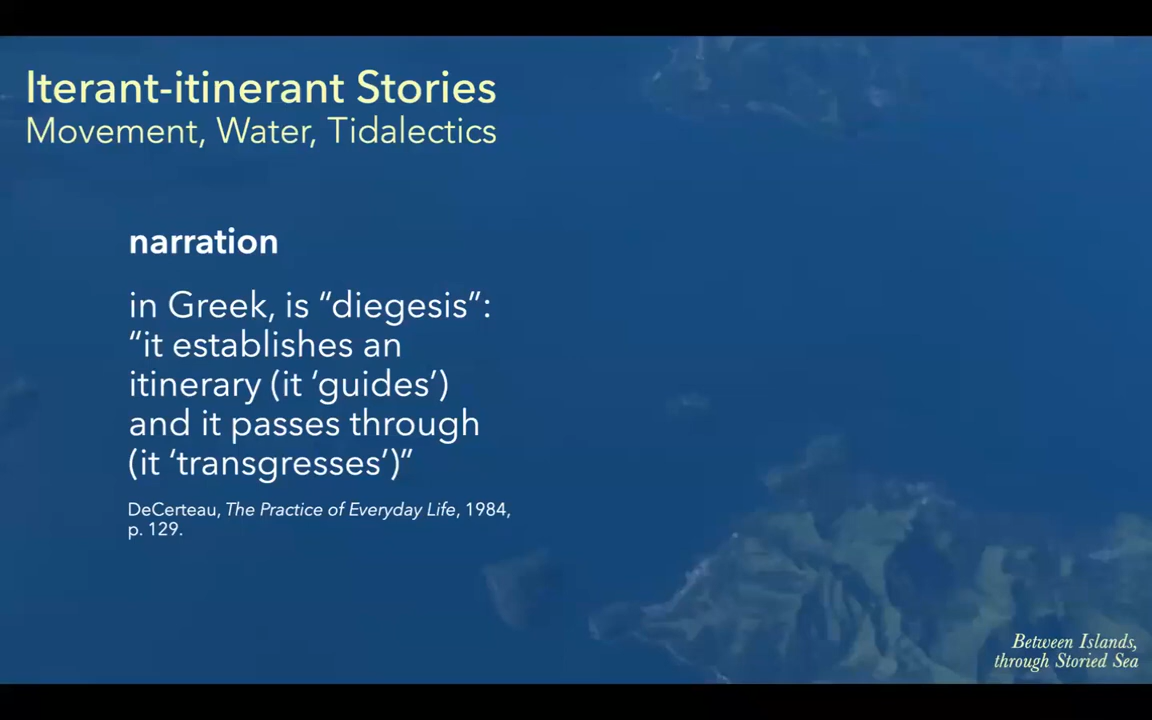 Iterant-itinerant Stories
Movement, Water, Tidalectics
narration
in Greek, is “diegesis”:
“it establishes an
itinerary (it ‘guides’)
and it passes through
(it ‘transgresses’)”
DeCerteau, The Practice of Everyday Life, 1984,
p. 129.
Between Islands,
through Storied Sea